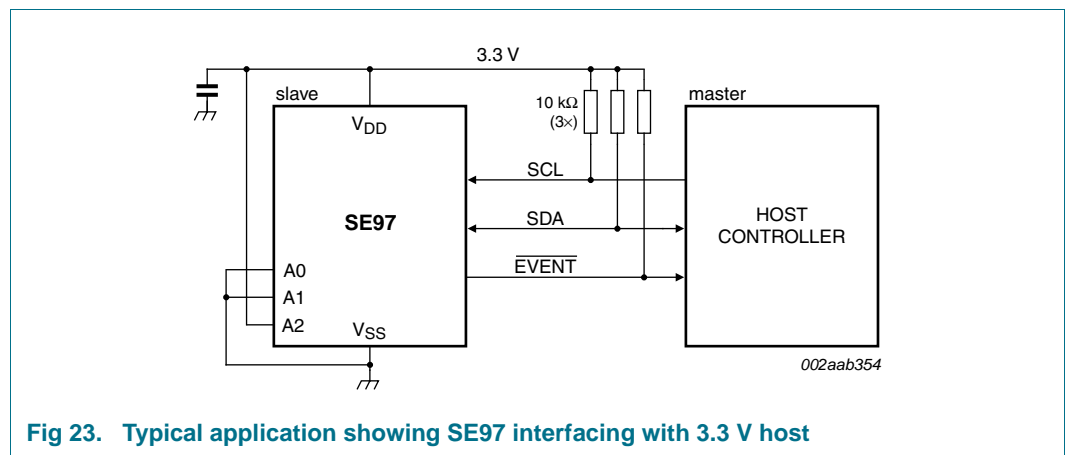 3.3 V
slave
10 kΩ
(3×)
master
VDD
SCL
SE97
SDA
HOST
CONTROLLER
EVENT
A0
A1
A2
VSS
002aab354
Fig 23. Typical application showing SE97 interfacing with 3.3 V host